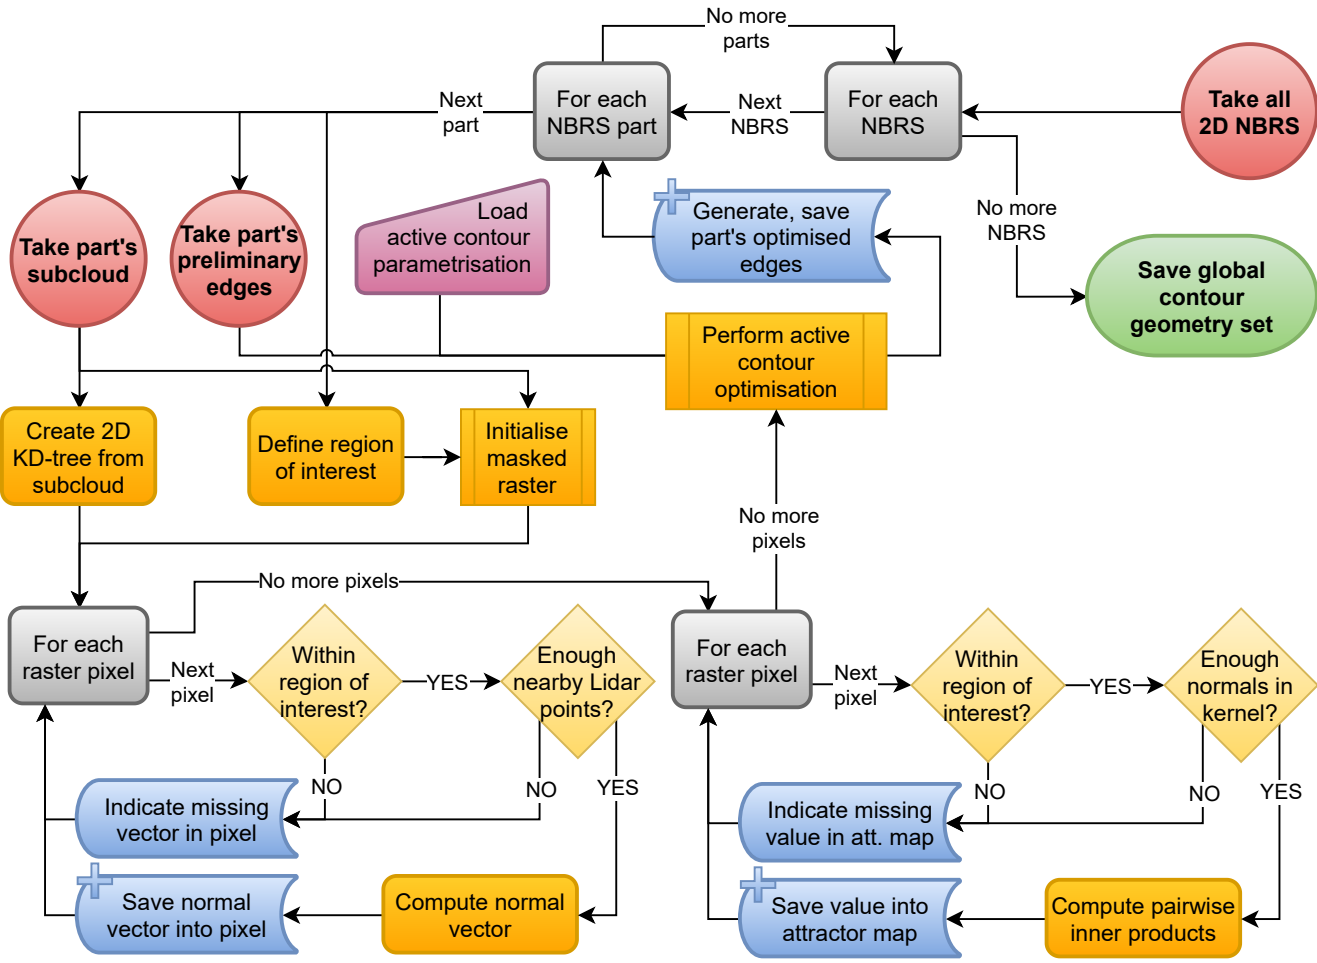 No more
parts
For each
NBRS part
Next
NBRS
For each
NBRS
Take all
2D NBRS
Next
part
No more
NBRS
Take part's
subcloud
Take part's
preliminary
edges
Load
active contour
parametrisation
Generate, save
part's optimised
edges
Save global
contour
geometry set
Perform active
contour
optimisation
Create 2D
KD-tree from
subcloud
Define region
of interest
Initialise
masked
raster
No more
pixels
No more pixels
For each
raster pixel
Next
pixel
Within
region of
interest?
YES
Enough
nearby Lidar
points?
For each
raster pixel
Next
pixel
Within
region of
interest?
YES
Enough
normals in
kernel?
NO
NO
YES
NO
NO
YES
Indicate missing
vector in pixel
Indicate missing
value in att. map
Save normal
vector into pixel
Compute normal
vector
Save value into
attractor map
Compute pairwise
inner products